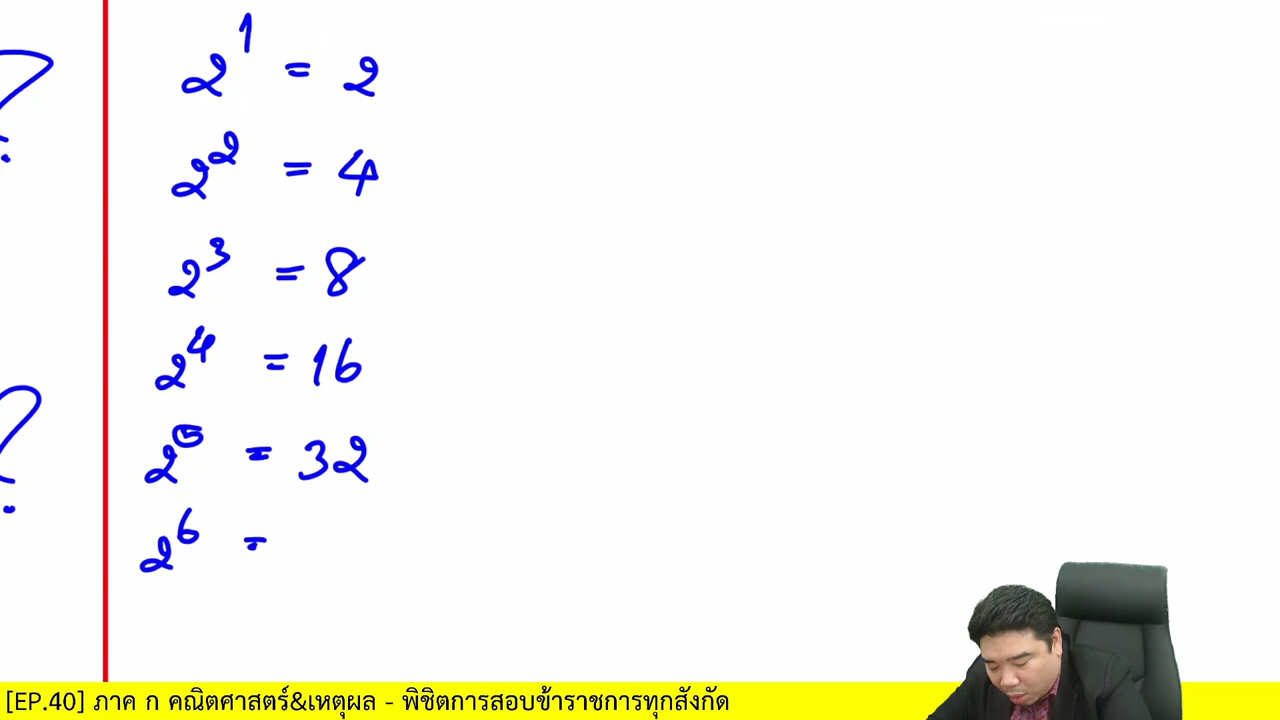 ?
?
2¹ = 2
2² = 4
2³ = 8
2⁴ = 16
2⁵ = 32
2⁶ =
[EP.40] ภาค ก คณิตศาสตร์&เหตุผล - พิชิตการสอบข้าราชการทุกสังกัด